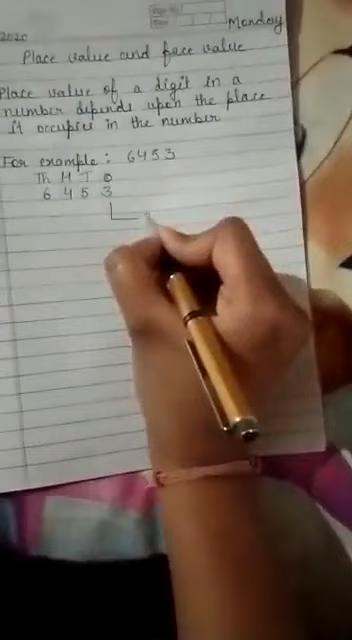 Monday
2020
Place value and face value
Place value of a digit in a
number depends upon the place
it occupies in the number
For example: 6453
Th H T O
6 4 5 3